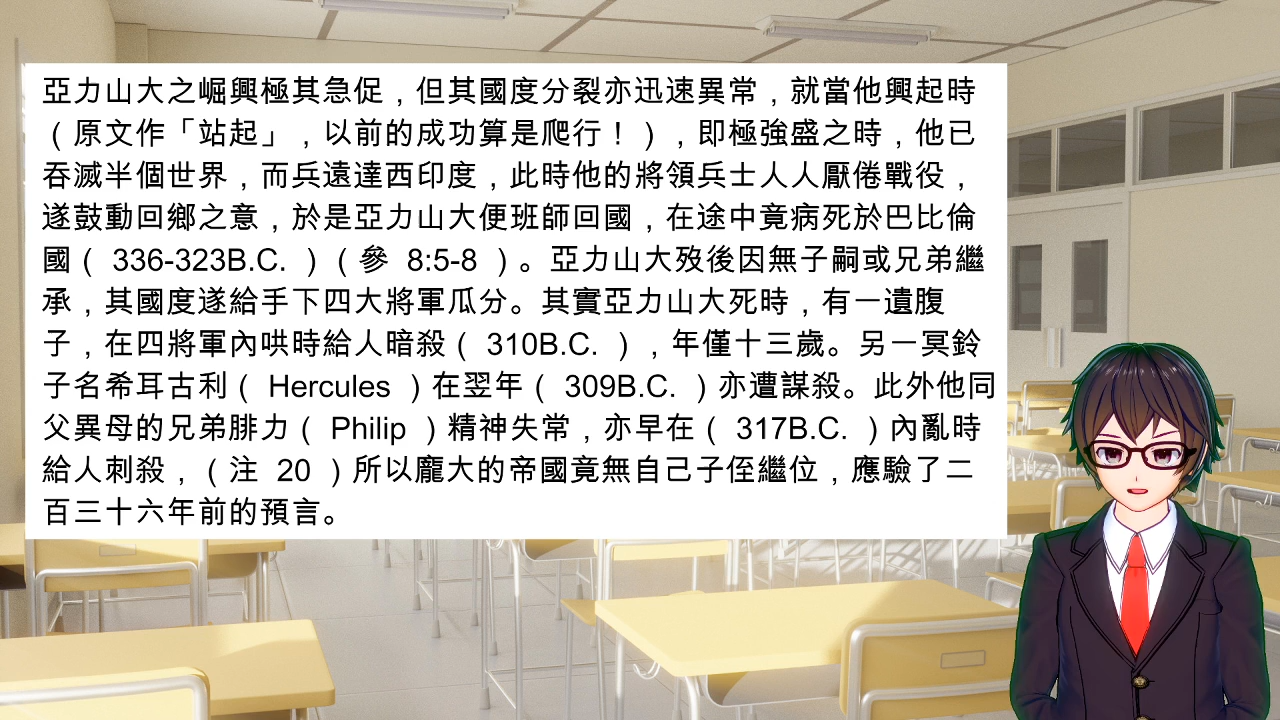 亞力山大之崛興極其急促，但其國度分裂亦迅速異常，就當他興起時
（原文作「站起」，以前的成功算是爬行！），即極強盛之時，他已
吞滅半個世界，而兵遠達西印度，此時他的將領兵士人人厭倦戰役，
遂鼓動回鄉之意，於是亞力山大便班師回國，在途中竟病死於巴比倫
國（ 336-323B.C. ）（參 8:5-8 ）。亞力山大歿後因無子嗣或兄弟繼
承，其國度遂給手下四大將軍瓜分。其實亞力山大死時，有一遺腹
子，在四將軍內哄時給人暗殺（ 310B.C. ），年僅十三歲。另一冥鈴
子名希耳古利（ Hercules ）在翌年（ 309B.C. ）亦遭謀殺。此外他同
父異母的兄弟腓力（ Philip ）精神失常，亦早在（ 317B.C. ）內亂時
給人刺殺，（注 20 ）所以龐大的帝國竟無自己子侄繼位，應驗了二
百三十六年前的預言。